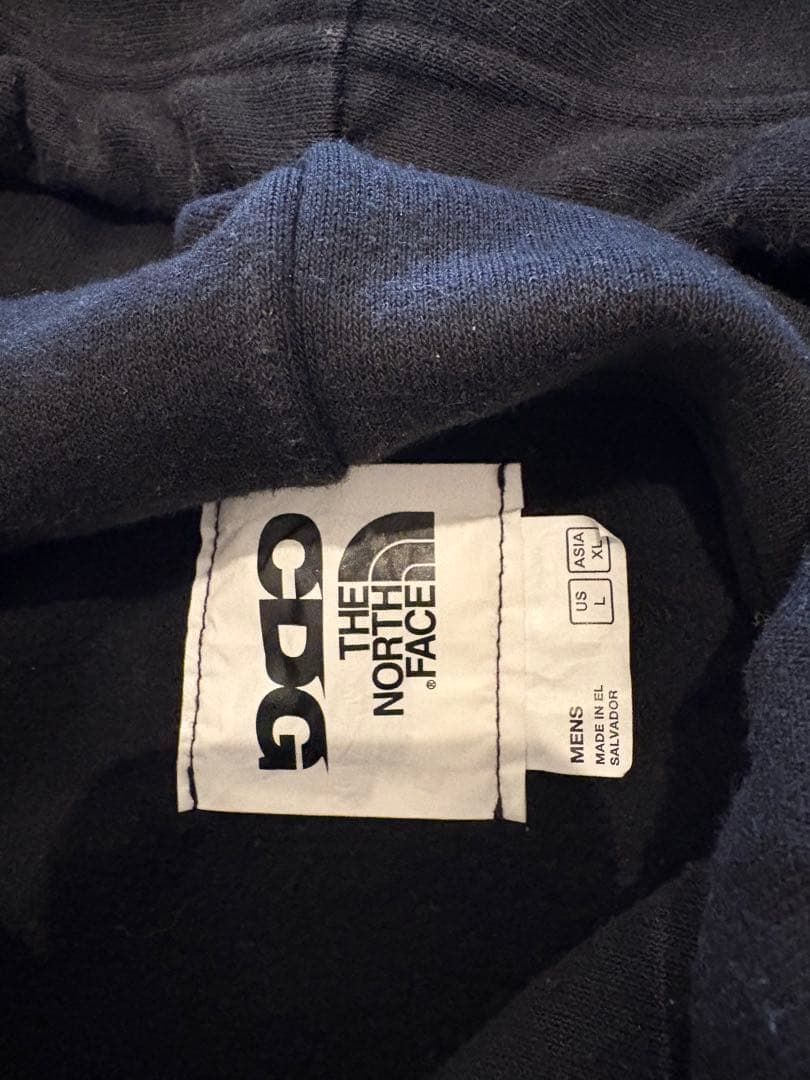 THE
NORTH
FACE®
CDG
US
L
ASIA
XL
MENS
MADE IN EL
SALVADOR